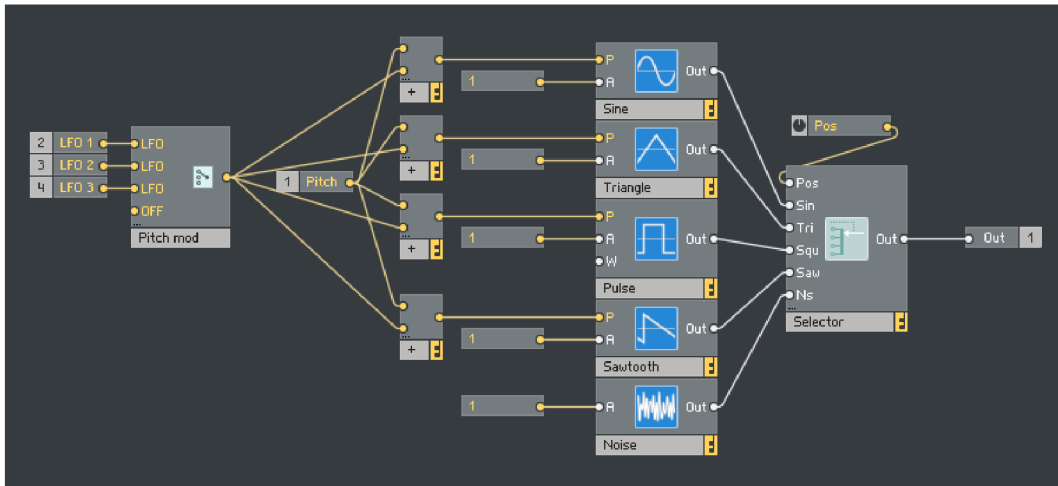 2 LFO 1
LFO
3 LFO 2
LFO
4 LFO 3
LFO
OFF
...
Pitch mod
1 Pitch
...
+ E
...
+ E
...
+ E
...
+ E
1
P
A
Out
Sine E
1
P
A
Out
Triangle E
1
P
A
W
Out
Pulse E
1
P
A
Out
Sawtooth E
1
A
Out
Noise E
Pos
Pos
Sin
Tri
Squ
Saw
Ns
...
Out
Selector E
Out 1